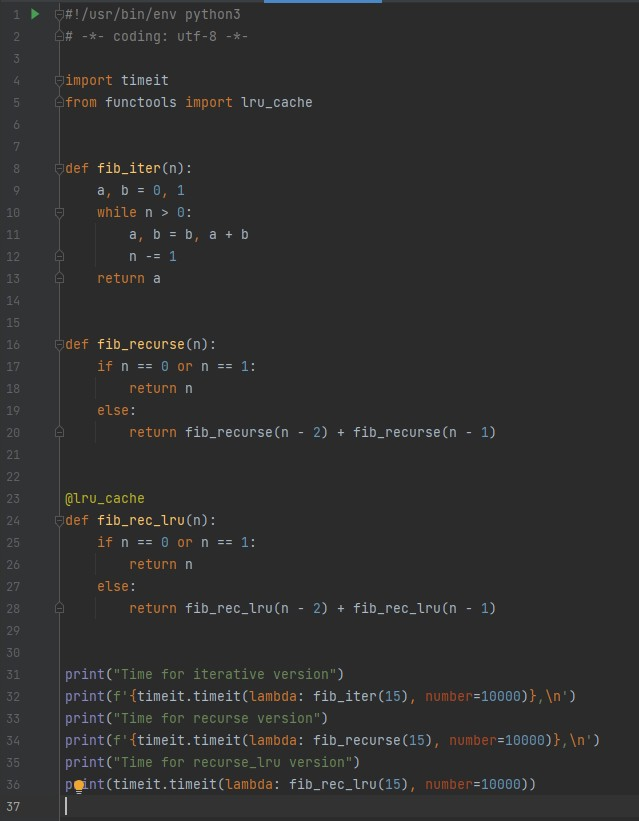 1 #!/usr/bin/env python3
2 # -*- coding: utf-8 -*-
3
4 import timeit
5 from functools import lru_cache
6
7
8 def fib_iter(n):
9     a, b = 0, 1
10     while n > 0:
11         a, b = b, a + b
12         n -= 1
13     return a
14
15
16 def fib_recurse(n):
17     if n == 0 or n == 1:
18         return n
19     else:
20         return fib_recurse(n - 2) + fib_recurse(n - 1)
21
22
23 @lru_cache
24 def fib_rec_lru(n):
25     if n == 0 or n == 1:
26         return n
27     else:
28         return fib_rec_lru(n - 2) + fib_rec_lru(n - 1)
29
30
31 print("Time for iterative version")
32 print(f'{timeit.timeit(lambda: fib_iter(15), number=10000)},\n')
33 print("Time for recurse version")
34 print(f'{timeit.timeit(lambda: fib_recurse(15), number=10000)},\n')
35 print("Time for recurse_lru version")
36 print(timeit.timeit(lambda: fib_rec_lru(15), number=10000))
37